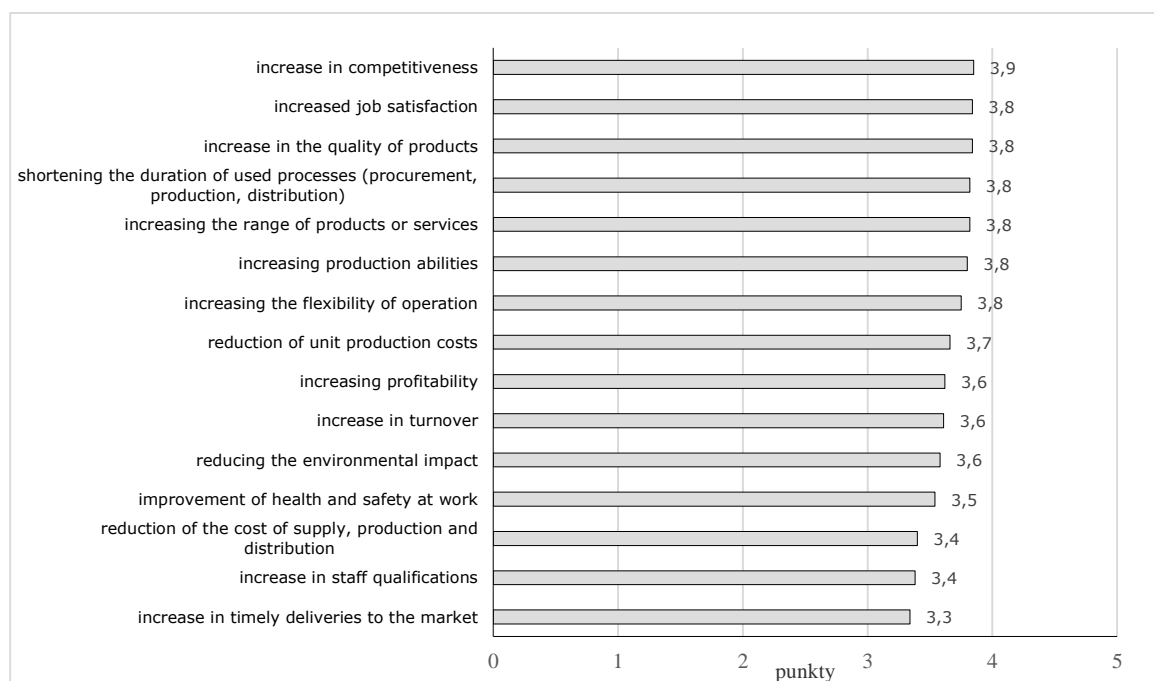 increase in competitiveness 3,9
increased job satisfaction 3,8
increase in the quality of products 3,8
shortening the duration of used processes (procurement,
production, distribution) 3,8
increasing the range of products or services 3,8
increasing production abilities 3,8
increasing the flexibility of operation 3,8
reduction of unit production costs 3,7
increasing profitability 3,6
increase in turnover 3,6
reducing the environmental impact 3,6
improvement of health and safety at work 3,5
reduction of the cost of supply, production and
distribution 3,4
increase in staff qualifications 3,4
increase in timely deliveries to the market 3,3
0 1 2 3 4 5
punkty